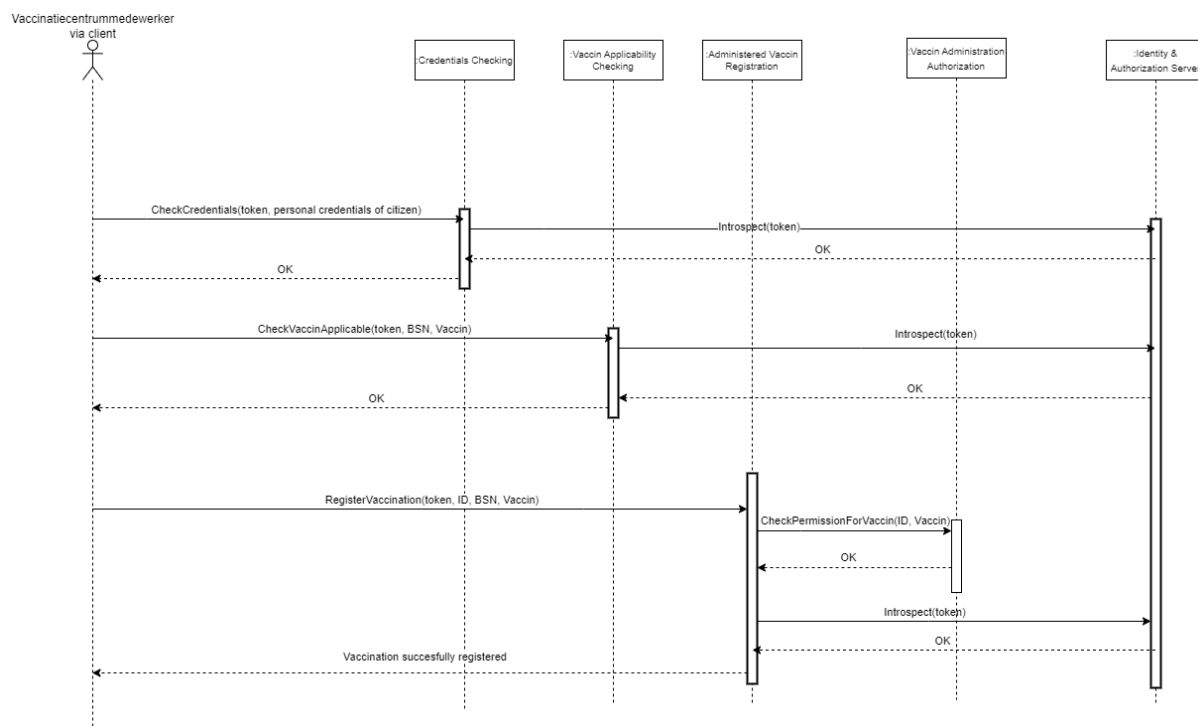 Vaccinatiecentrummedewerker
via client
:Credentials Checking
:Vaccin Applicability
Checking
:Administered Vaccin
Registration
:Vaccin Administration
Authorization
:Identity &
Authorization Server
CheckCredentials(token, personal credentials of citizen)
Introspect(token)
OK
OK
CheckVaccinApplicable(token, BSN, Vaccin)
Introspect(token)
OK
OK
RegisterVaccination(token, ID, BSN, Vaccin)
CheckPermissionForVaccin(ID, Vaccin)
OK
Introspect(token)
OK
Vaccination succesfully registered